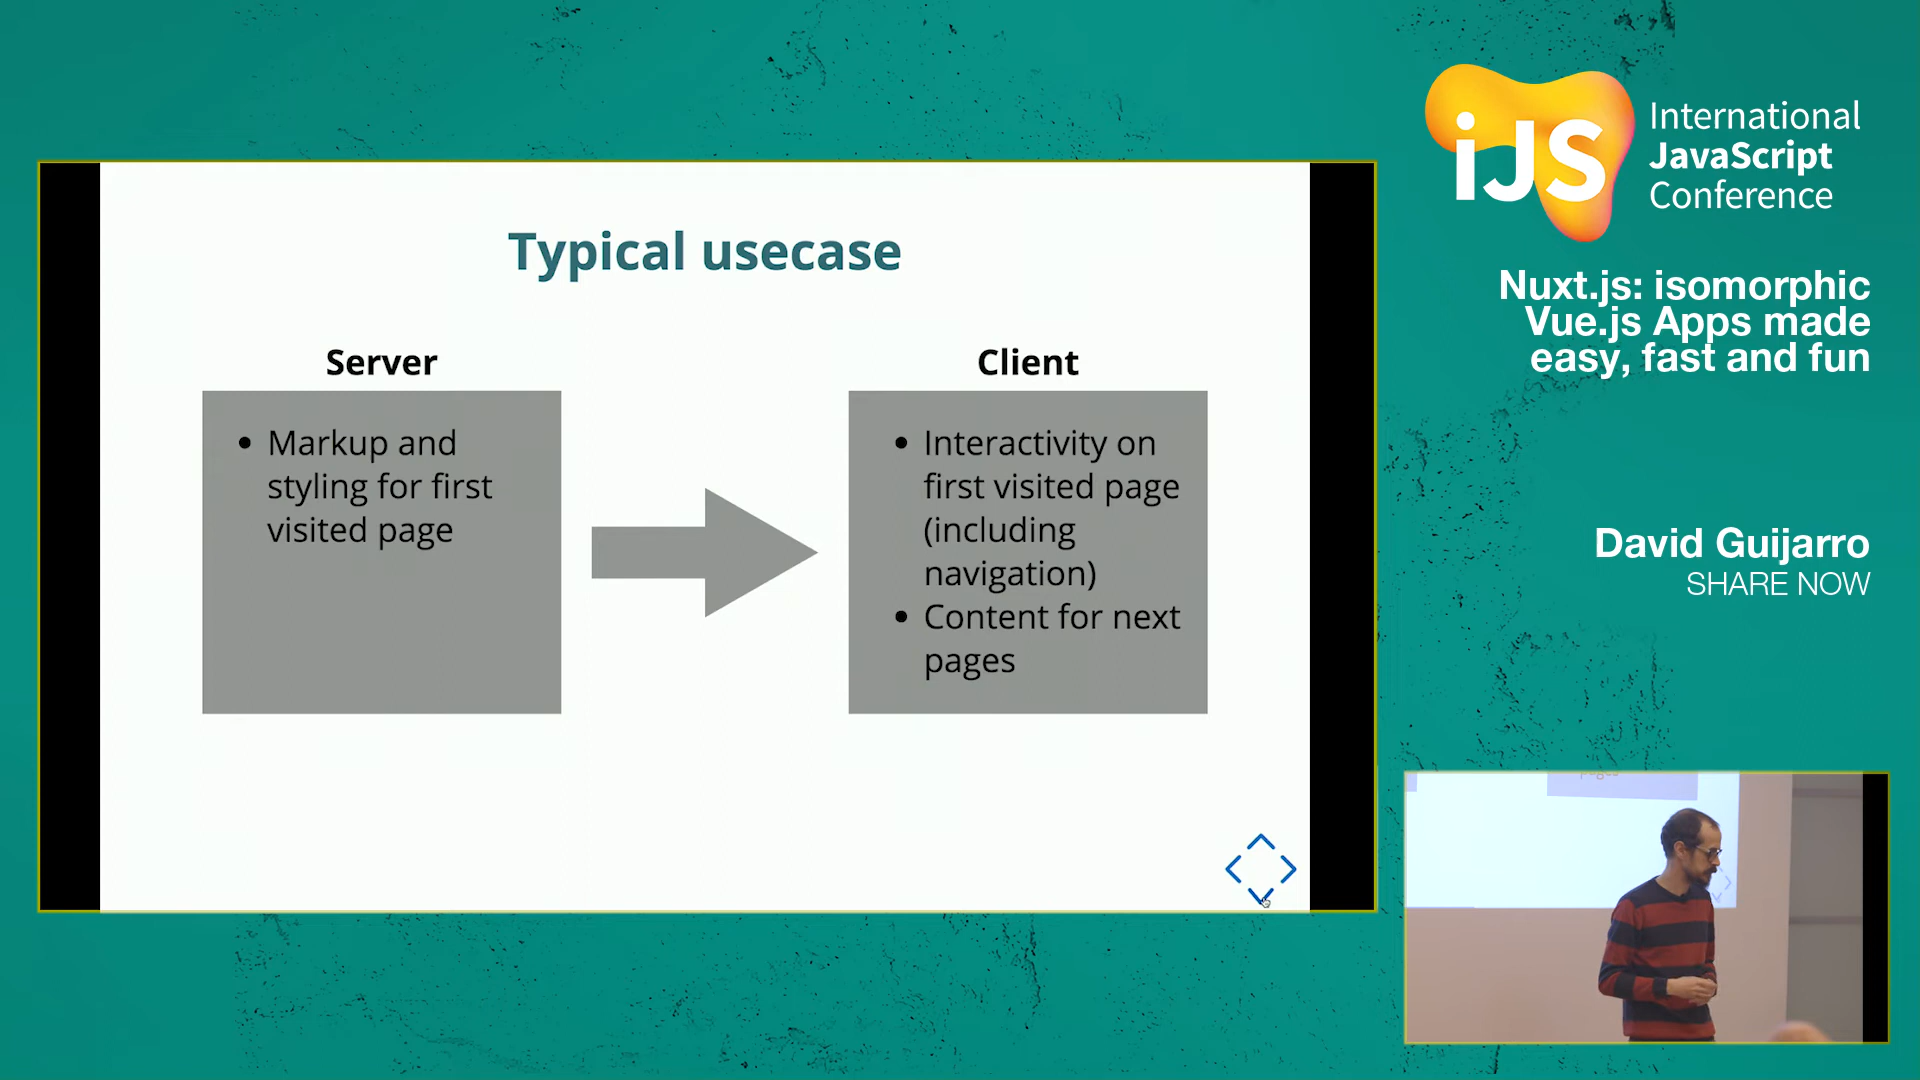 Typical usecase
Server
• Markup and
styling for first
visited page
Client
• Interactivity on
first visited page
(including
navigation)
• Content for next
pages
iJS
International
JavaScript
Conference
Nuxt.js: isomorphic
Vue.js Apps made
easy, fast and fun
David Guijarro
SHARE NOW
pages